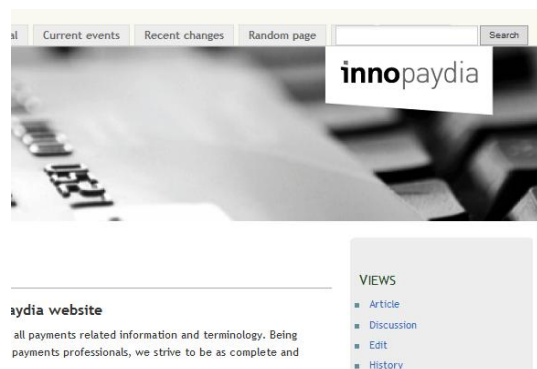 al Current events Recent changes Random page Search
innopaydia
VIEWS
Article
Discussion
Edit
History
aydia website
all payments related information and terminology. Being
payments professionals, we strive to be as complete and